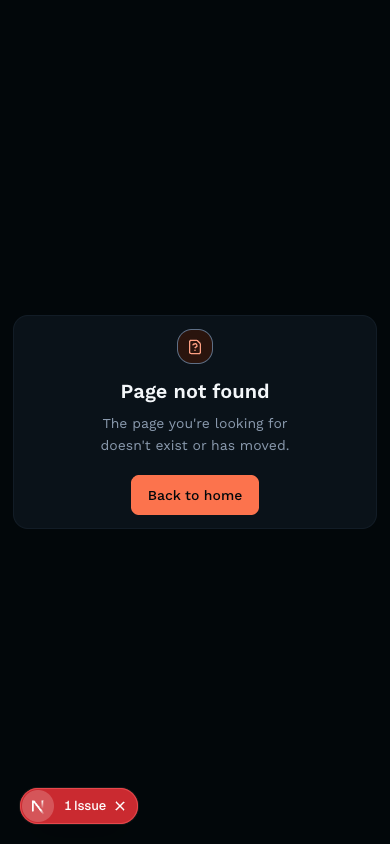 Page not found
The page you're looking for
doesn't exist or has moved.
Back to home
N 1 Issue